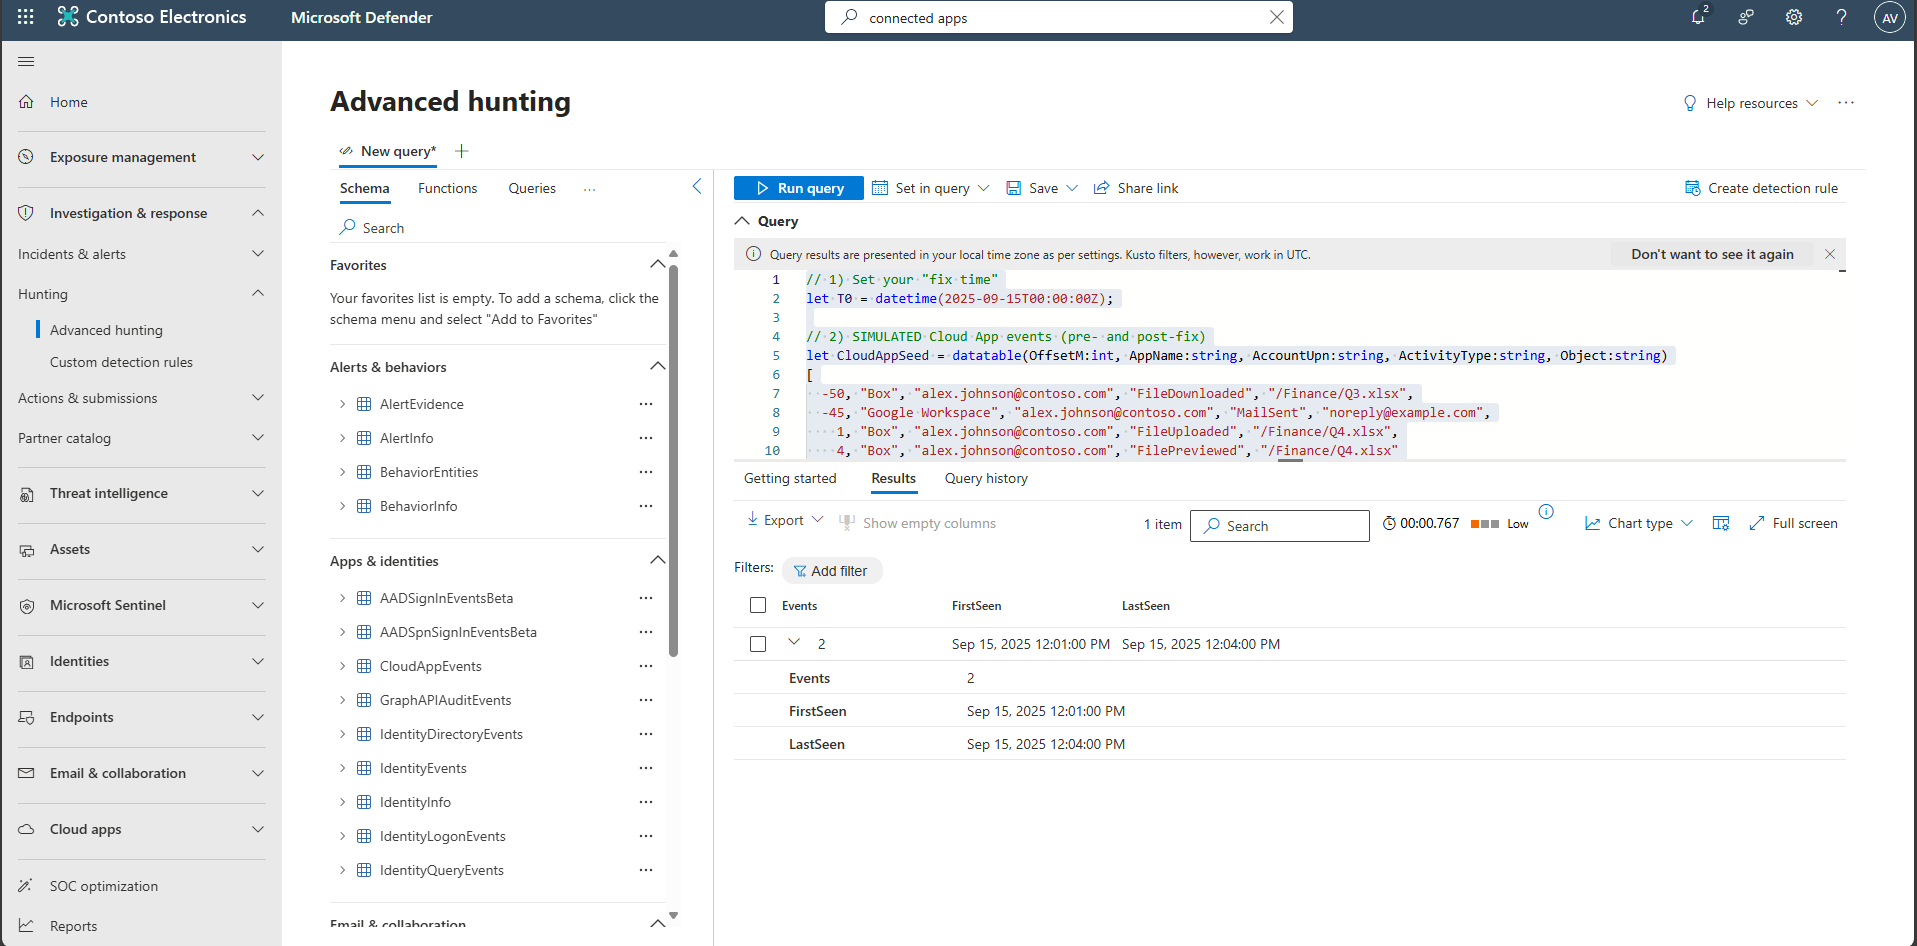 Contoso Electronics
Microsoft Defender
connected apps
2
AV
Home
Exposure management
Investigation & response
Incidents & alerts
Hunting
Advanced hunting
Custom detection rules
Actions & submissions
Partner catalog
Threat intelligence
Assets
Microsoft Sentinel
Identities
Endpoints
Email & collaboration
Cloud apps
SOC optimization
Reports
Advanced hunting
Help resources
New query*
Schema Functions Queries
Search
Favorites
Your favorites list is empty. To add a schema, click the
schema menu and select "Add to Favorites"
Alerts & behaviors
AlertEvidence
AlertInfo
BehaviorEntities
BehaviorInfo
Apps & identities
AADSignInEventsBeta
AADSpnSignInEventsBeta
CloudAppEvents
GraphAPIAuditEvents
IdentityDirectoryEvents
IdentityEvents
IdentityInfo
IdentityLogonEvents
IdentityQueryEvents
Email & collaboration
Run query Set in query Save Share link Create detection rule
Query
Query results are presented in your local time zone as per settings. Kusto filters, however, work in UTC. Don't want to see it again
1 // 1) Set your "fix time"
2 let T0 = datetime(2025-09-15T00:00:00Z);
3
4 // 2) SIMULATED Cloud App events (pre- and post-fix)
5 let CloudAppSeed = datatable(OffsetM:int, AppName:string, AccountUpn:string, ActivityType:string, Object:string)
6 [
7 -50, "Box", "alex.johnson@contoso.com", "FileDownloaded", "/Finance/Q3.xlsx",
8 -45, "Google Workspace", "alex.johnson@contoso.com", "MailSent", "noreply@example.com",
9 1, "Box", "alex.johnson@contoso.com", "FileUploaded", "/Finance/Q4.xlsx",
10 4, "Box", "alex.johnson@contoso.com", "FilePreviewed", "/Finance/Q4.xlsx"
Getting started Results Query history
Export Show empty columns 1 item Search 00:00.767 Low Chart type Full screen
Filters: Add filter
Events FirstSeen LastSeen
2 Sep 15, 2025 12:01:00 PM Sep 15, 2025 12:04:00 PM
Events 2
FirstSeen Sep 15, 2025 12:01:00 PM
LastSeen Sep 15, 2025 12:04:00 PM